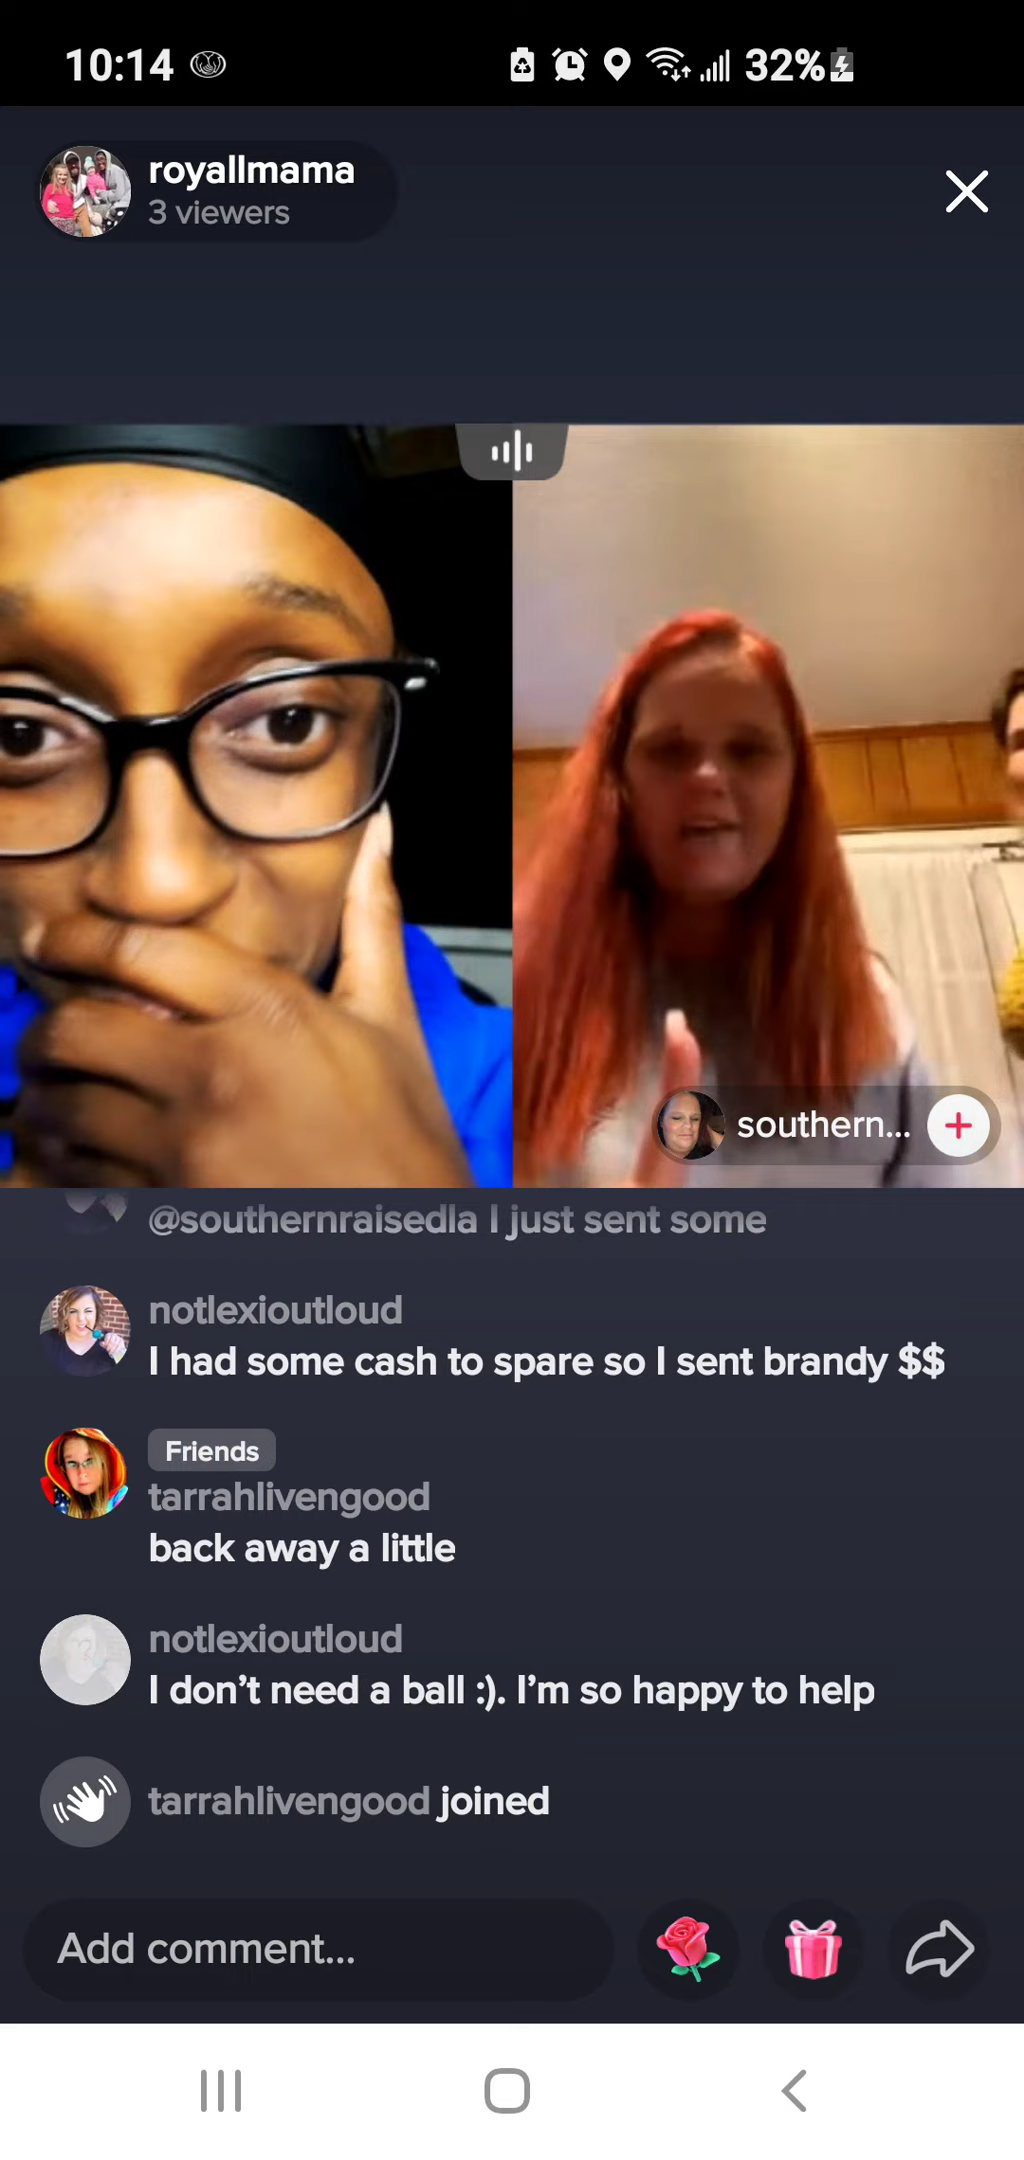 10:14
32%
royallmama
3 viewers
southern...
@southernraisedla I just sent some
notlexioutloud
I had some cash to spare so I sent brandy $$
Friends
tarrahlivengood
back away a little
notlexioutloud
I don’t need a ball :). I’m so happy to help
tarrahlivengood joined
Add comment...